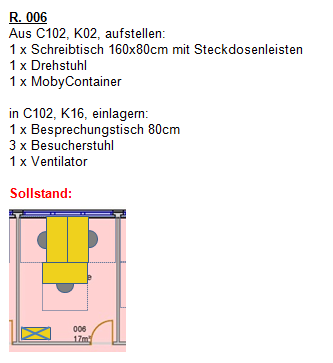 R. 006
Aus C102, K02, aufstellen:
1 x Schreibtisch 160x80cm mit Steckdosenleisten
1 x Drehstuhl
1 x MobyContainer
in C102, K16, einlagern:
1 x Besprechungstisch 80cm
3 x Besucherstuhl
1 x Ventilator
Sollstand:
e
006
17m²